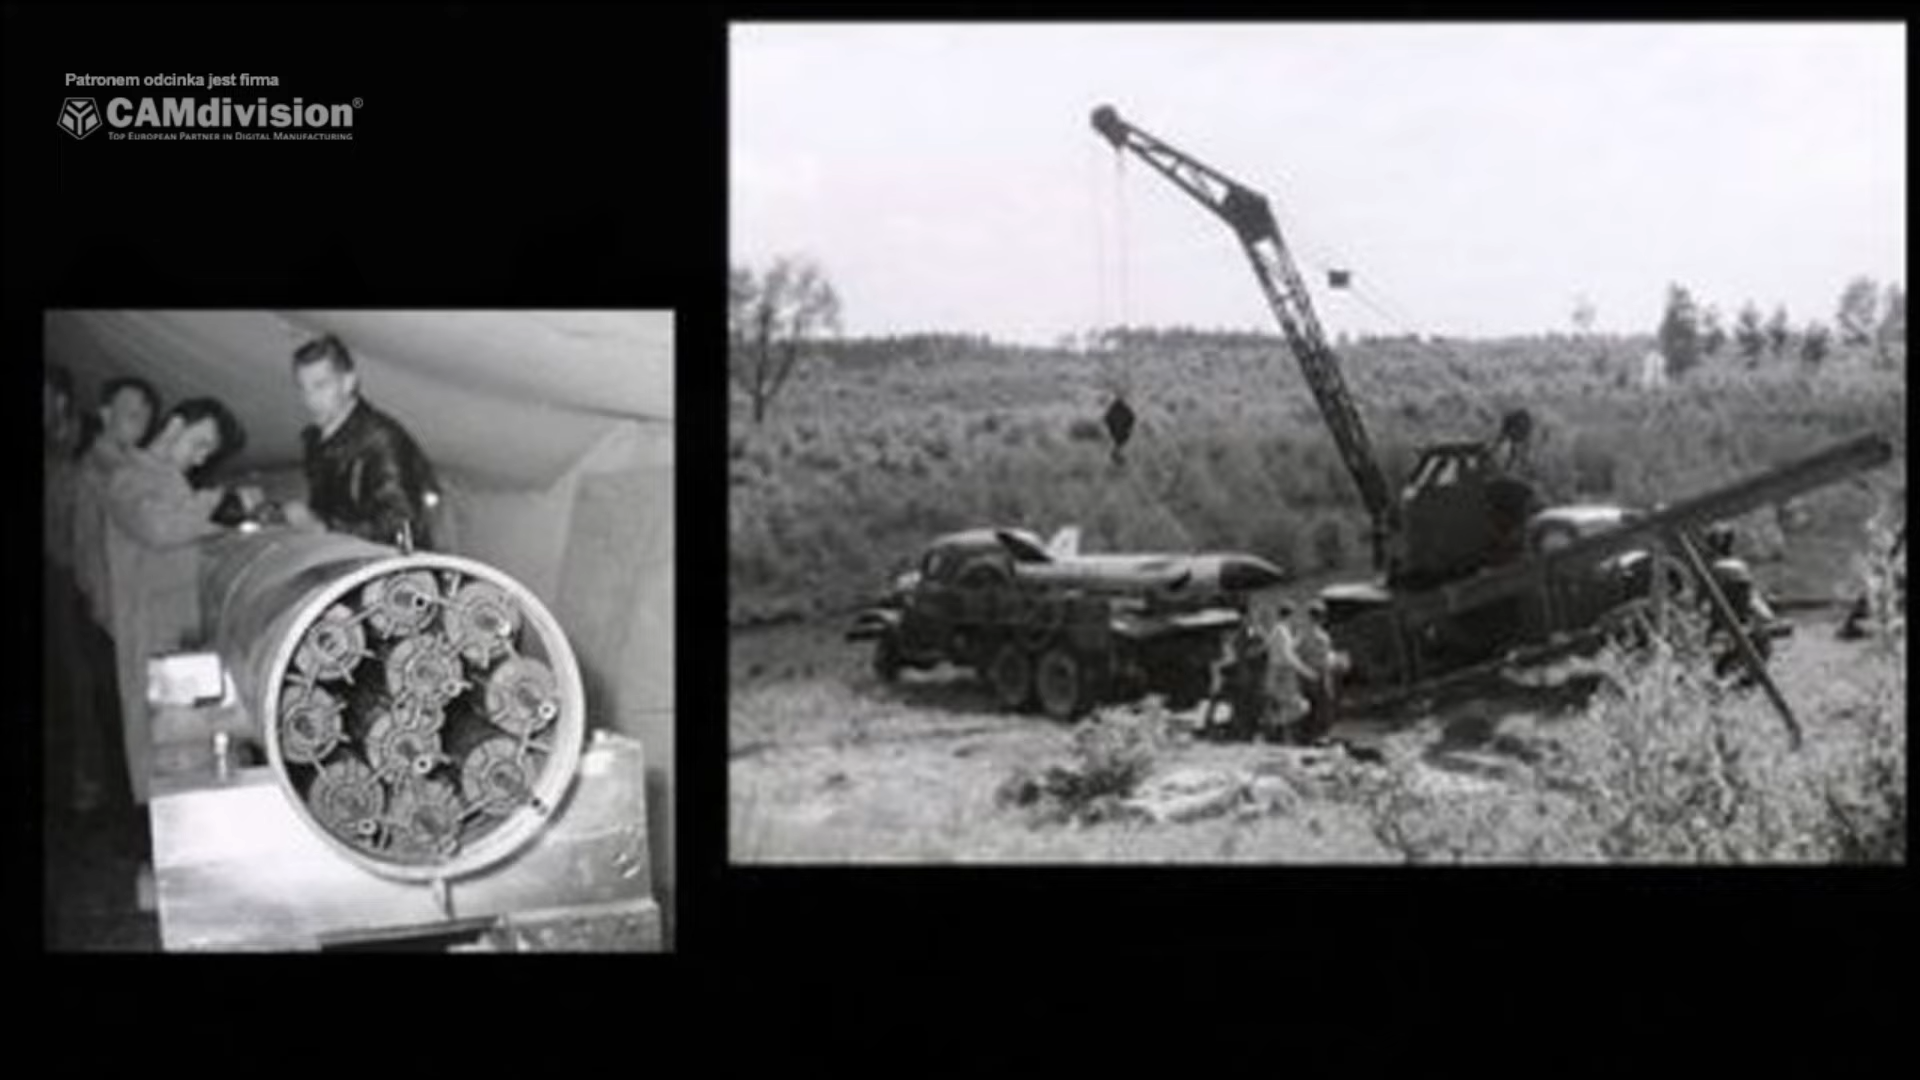 Patronem odcinka jest firma
CAMdivision®
TOP EUROPEAN PARTNER IN DIGITAL MANUFACTURING